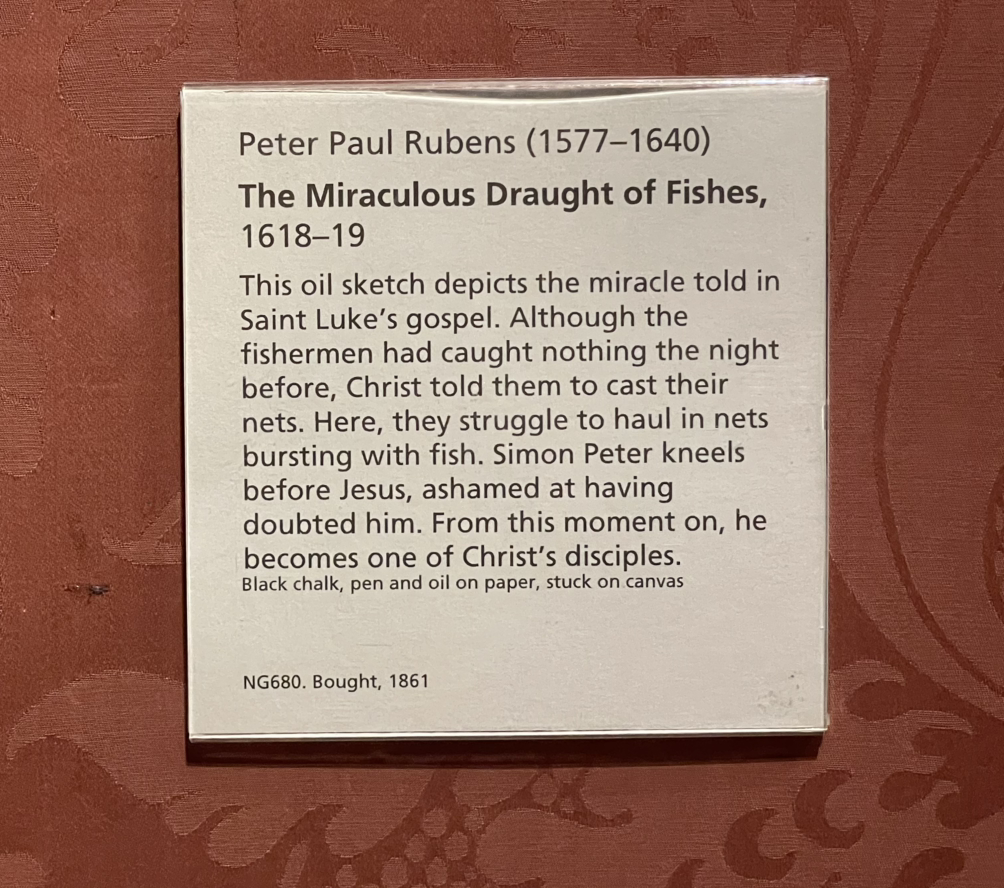 Peter Paul Rubens (1577–1640)
The Miraculous Draught of Fishes,
1618–19
This oil sketch depicts the miracle told in
Saint Luke’s gospel. Although the
fishermen had caught nothing the night
before, Christ told them to cast their
nets. Here, they struggle to haul in nets
bursting with fish. Simon Peter kneels
before Jesus, ashamed at having
doubted him. From this moment on, he
becomes one of Christ’s disciples.
Black chalk, pen and oil on paper, stuck on canvas
NG680. Bought, 1861